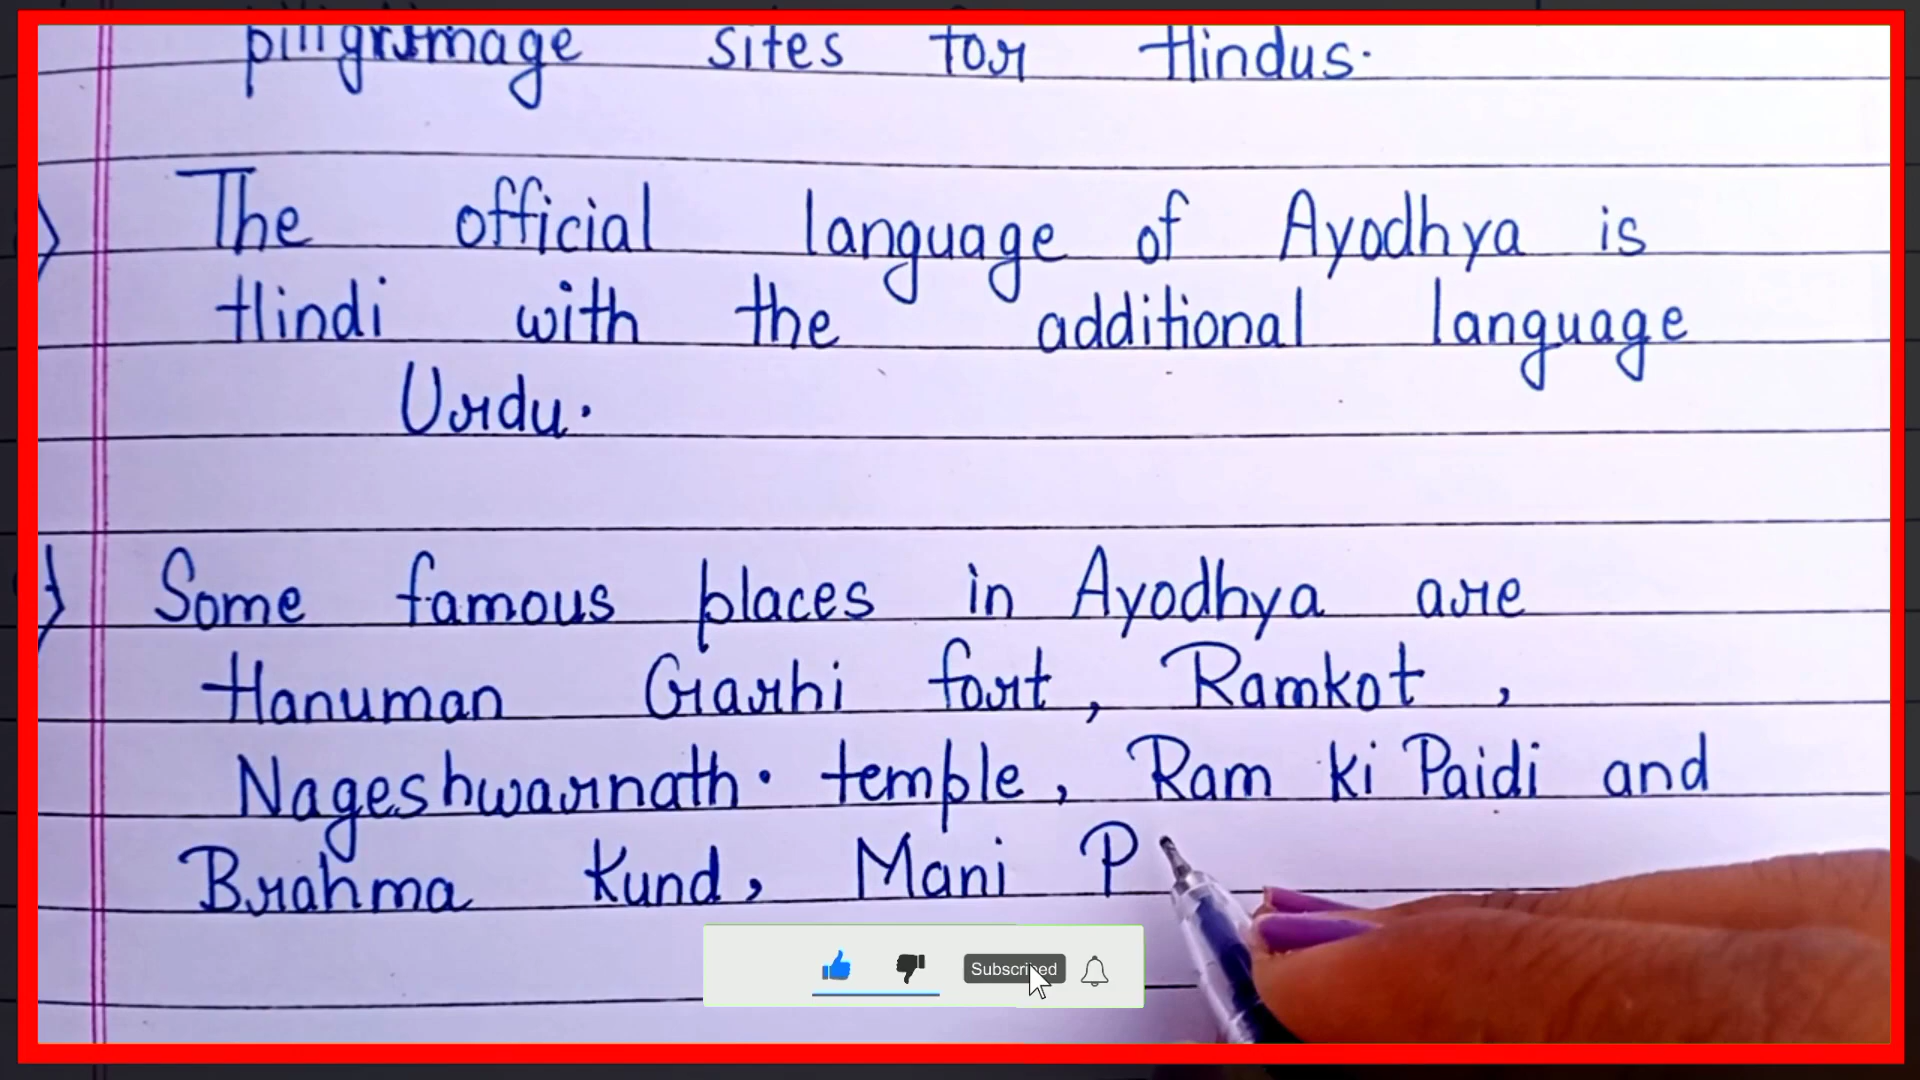 pilgrimage sites for Hindus.
The official language of Ayodhya is
Hindi with the additional language
Urdu.
Some famous places in Ayodhya are
Hanuman Garhi fort, Ramkot,
Nageshwarnath. temple, Ram ki Paidi and
Brahma Kund, Mani P
Subscribed